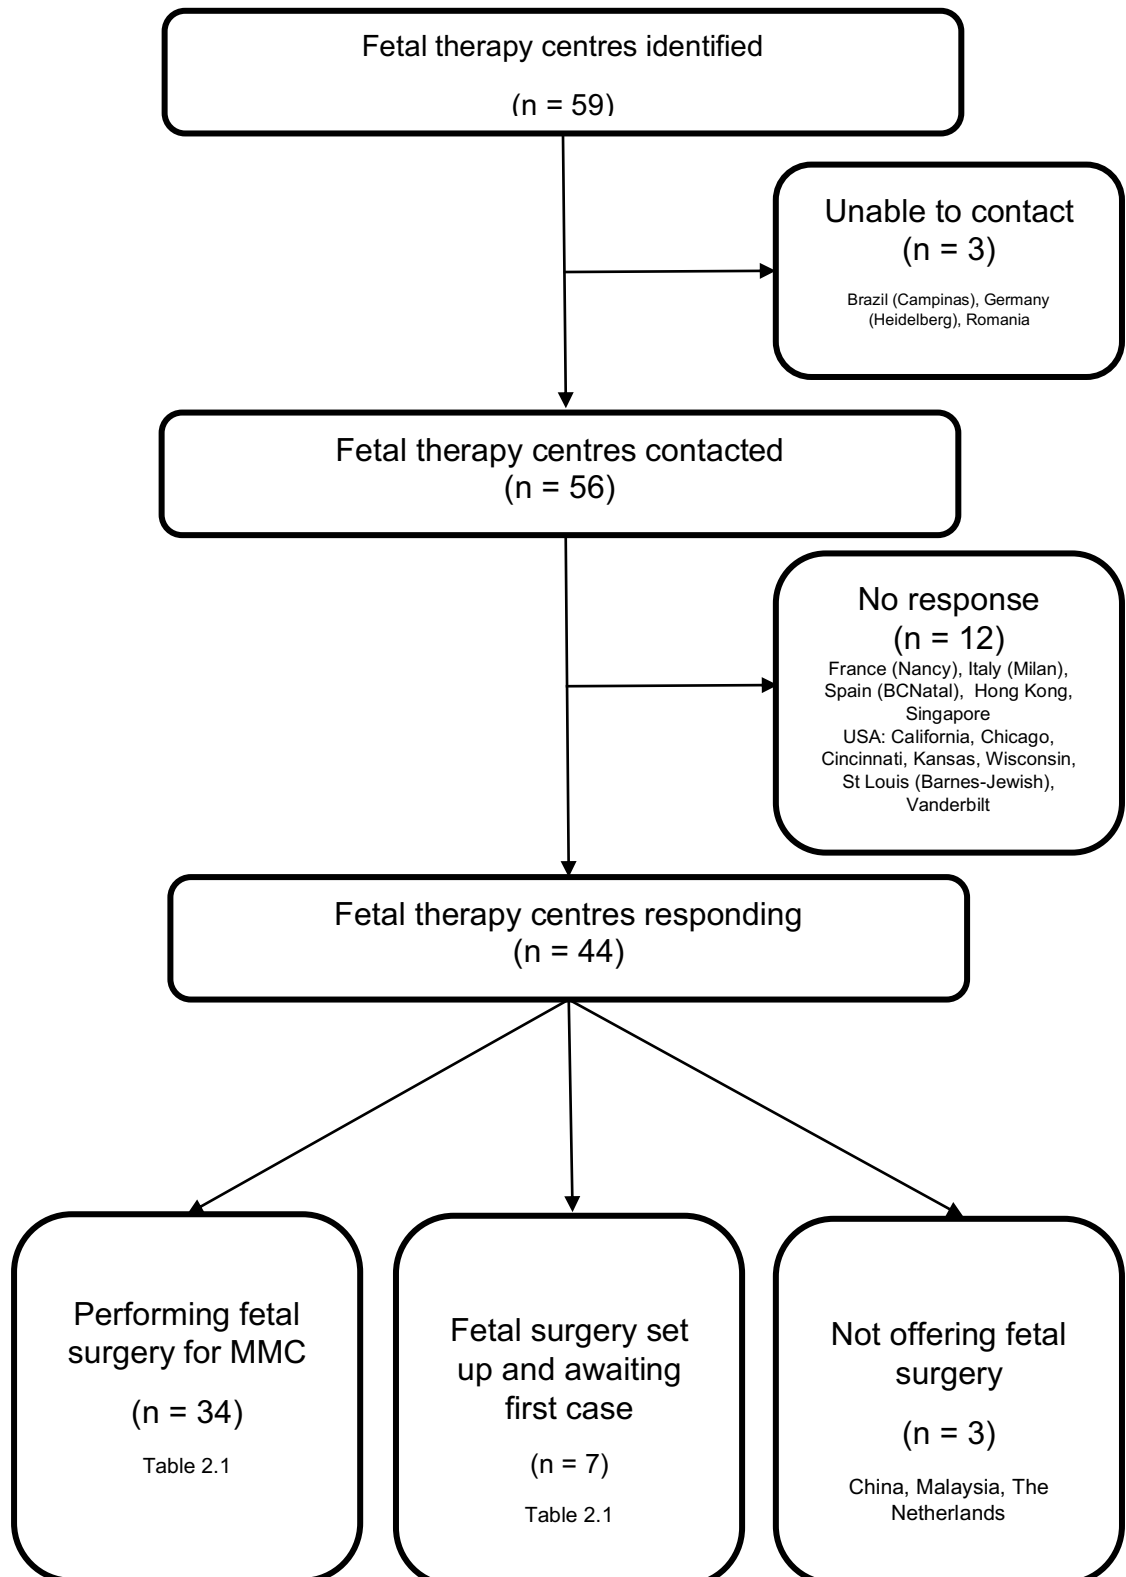 Fetal therapy centres identified
(n = 59)
Unable to contact
(n = 3)
Brazil (Campinas), Germany
(Heidelberg), Romania
Fetal therapy centres contacted
(n = 56)
No response
(n = 12)
France (Nancy), Italy (Milan),
Spain (BCNatal), Hong Kong,
Singapore
USA: California, Chicago,
Cincinnati, Kansas, Wisconsin,
St Louis (Barnes-Jewish),
Vanderbilt
Fetal therapy centres responding
(n = 44)
Performing fetal
surgery for MMC
(n = 34)
Table 2.1
Fetal surgery set
up and awaiting
first case
(n = 7)
Table 2.1
Not offering fetal
surgery
(n = 3)
China, Malaysia, The
Netherlands